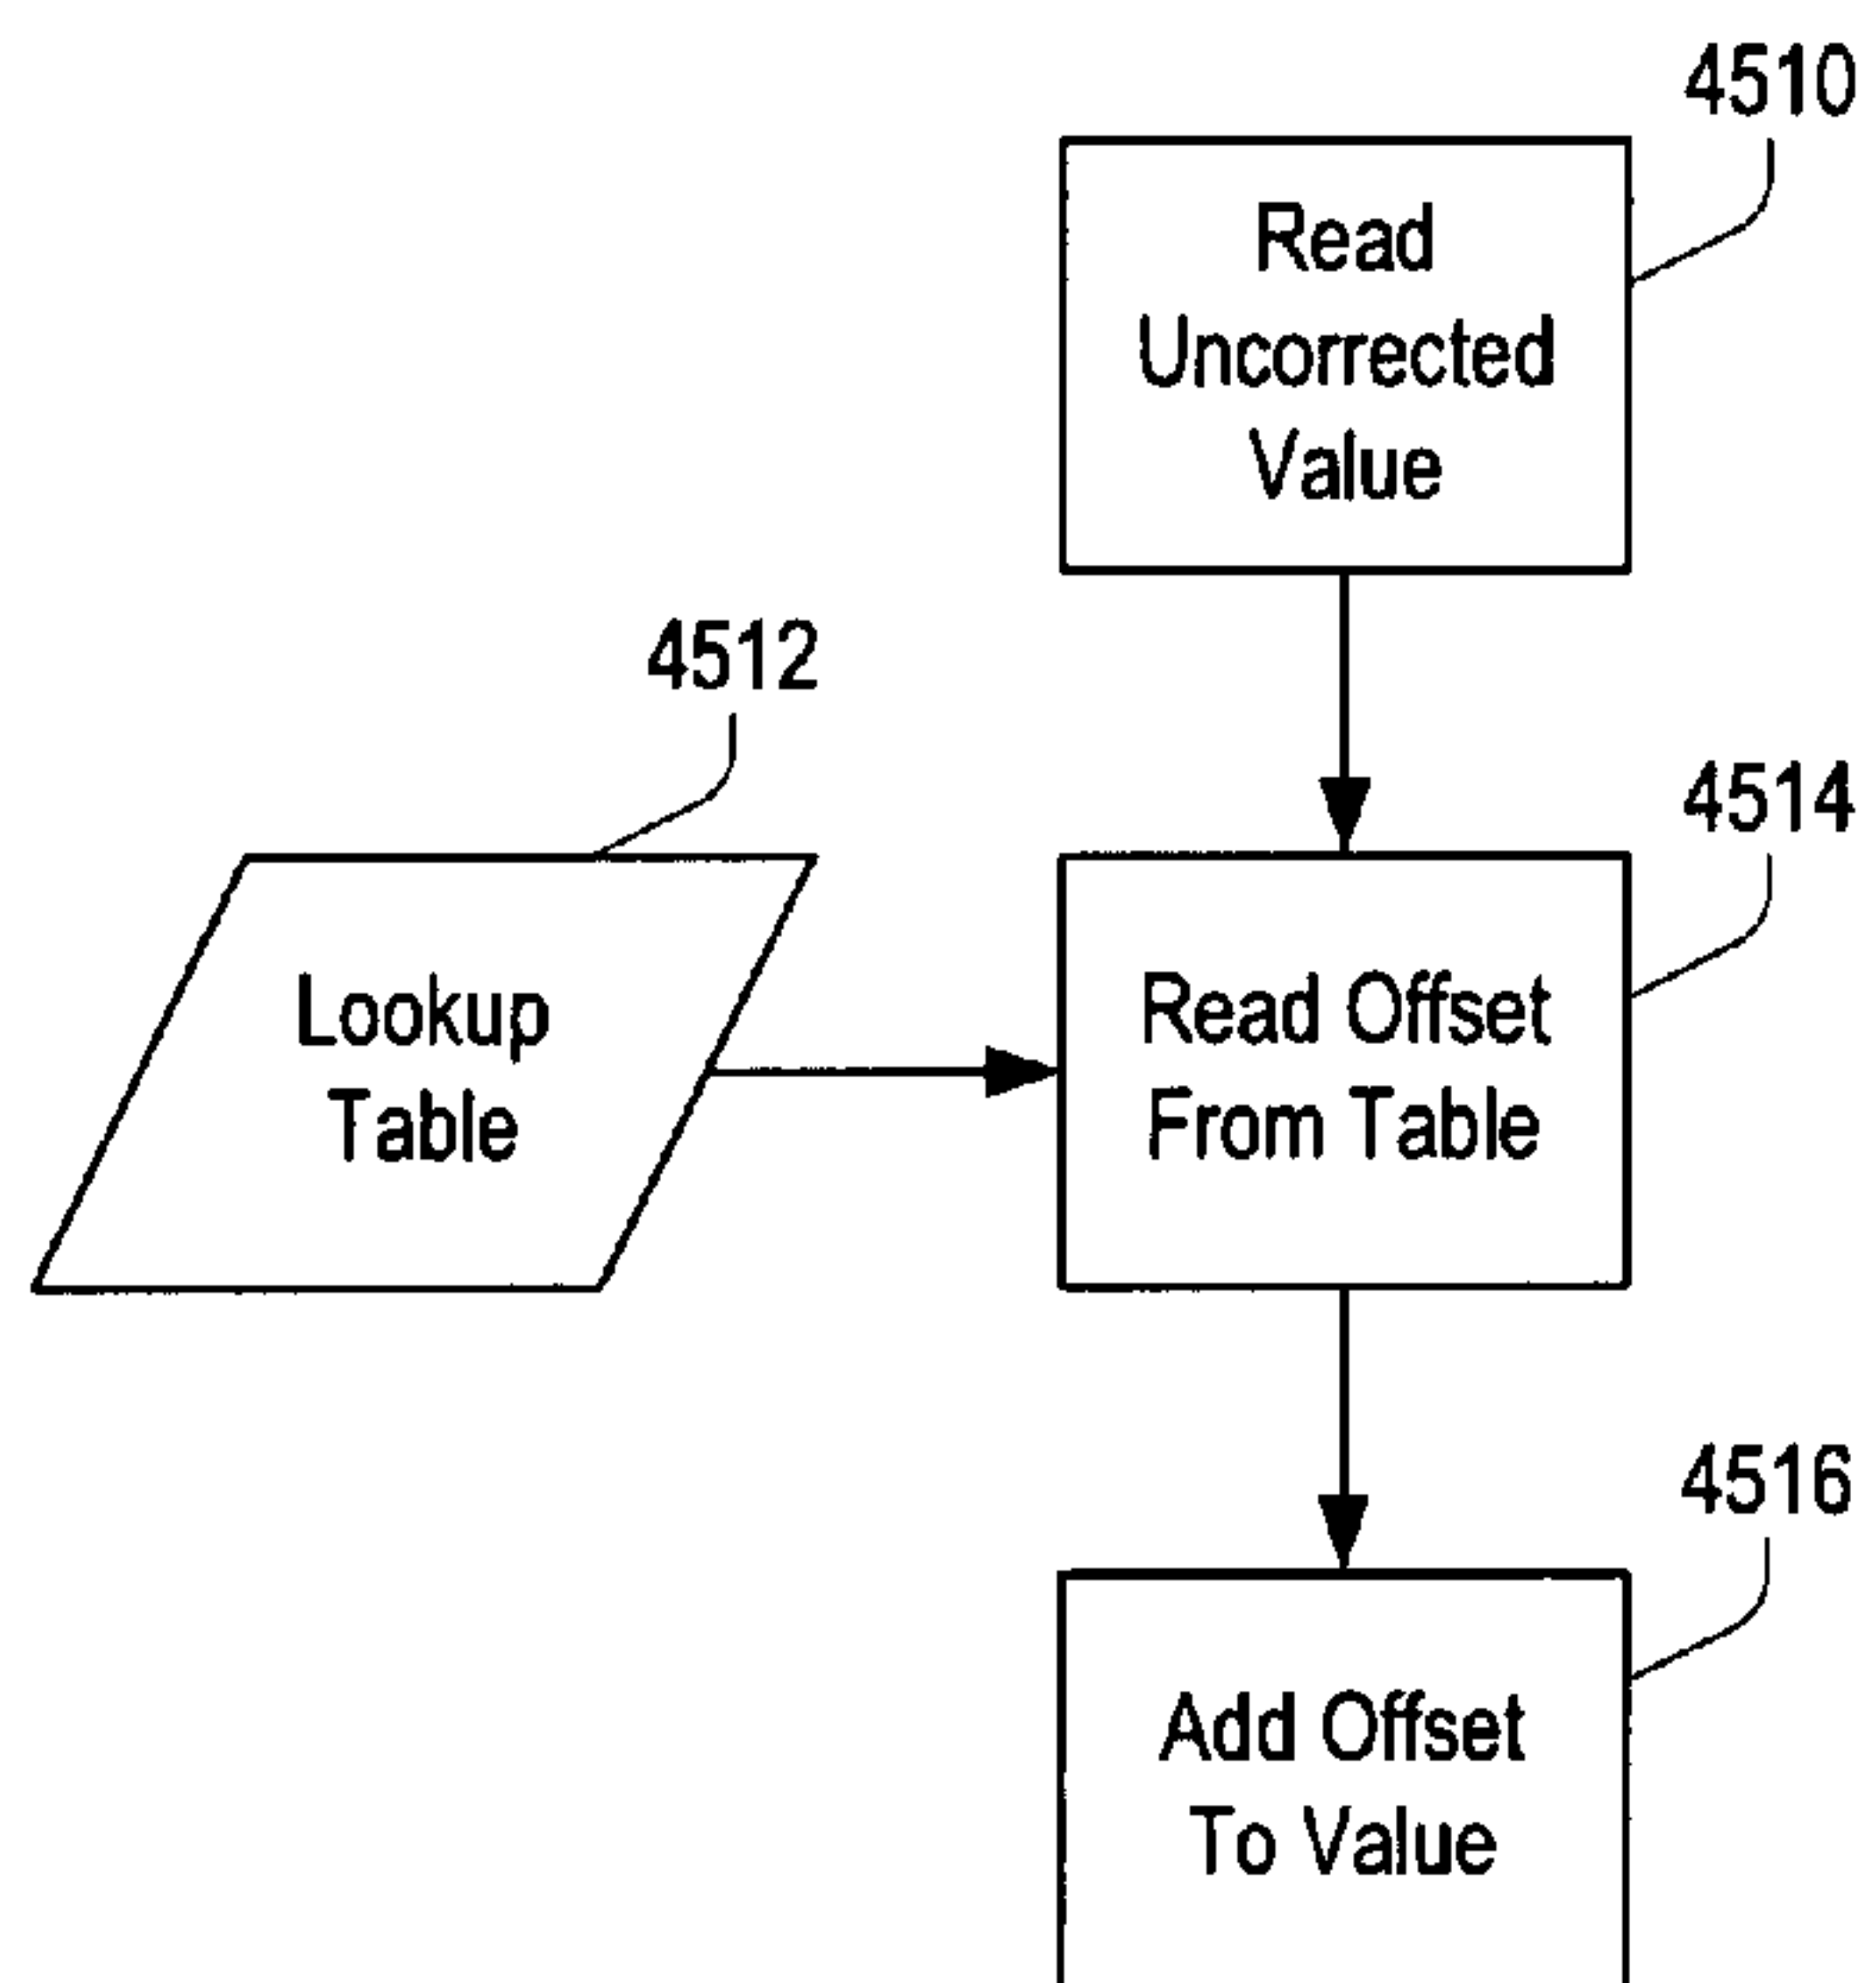 4510
Read
Uncorrected
Value
4512
4514
Lookup
Table
Read Offset
From Table
4516
Add Offset
To Value